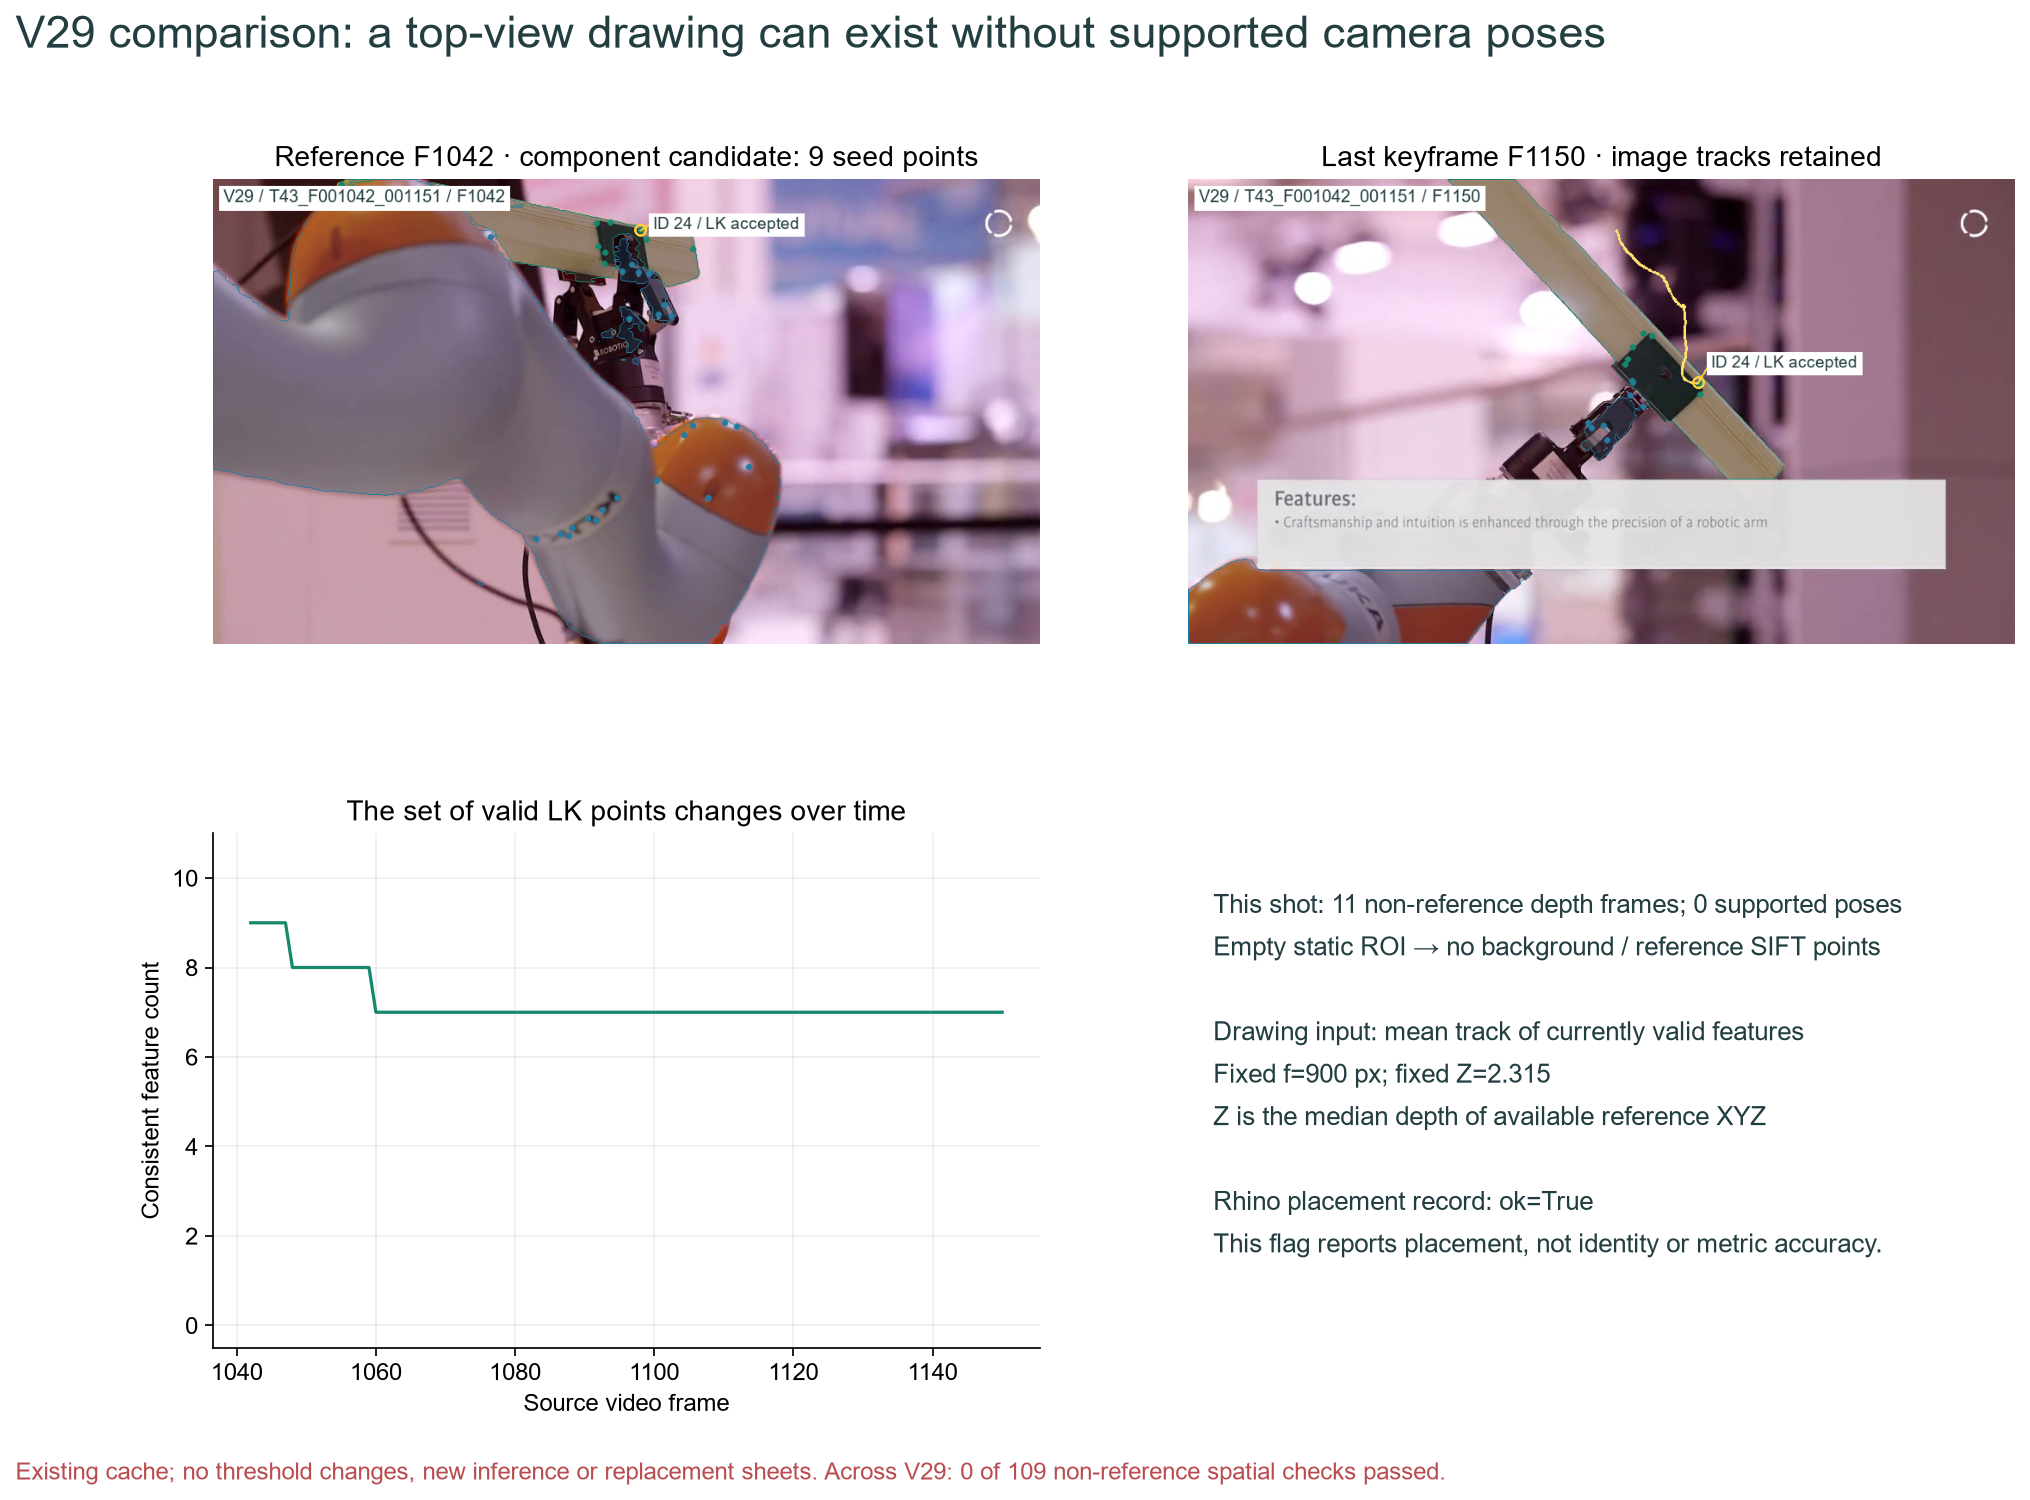 V29 comparison: a top-view drawing can exist without supported camera poses
Reference F1042 · component candidate: 9 seed points
V29 / T43_F001042_001151 / F1042
ID 24 / LK accepted
ROBOTIQ
Last keyframe F1150 · image tracks retained
V29 / T43_F001042_001151 / F1150
ID 24 / LK accepted
Features:
• Craftsmanship and intuition is enhanced through the precision of a robotic arm
The set of valid LK points changes over time
Consistent feature count
10
8
6
4
2
0
1040 1060 1080 1100 1120 1140
Source video frame
This shot: 11 non-reference depth frames; 0 supported poses
Empty static ROI → no background / reference SIFT points
Drawing input: mean track of currently valid features
Fixed f=900 px; fixed Z=2.315
Z is the median depth of available reference XYZ
Rhino placement record: ok=True
This flag reports placement, not identity or metric accuracy.
Existing cache; no threshold changes, new inference or replacement sheets. Across V29: 0 of 109 non-reference spatial checks passed.